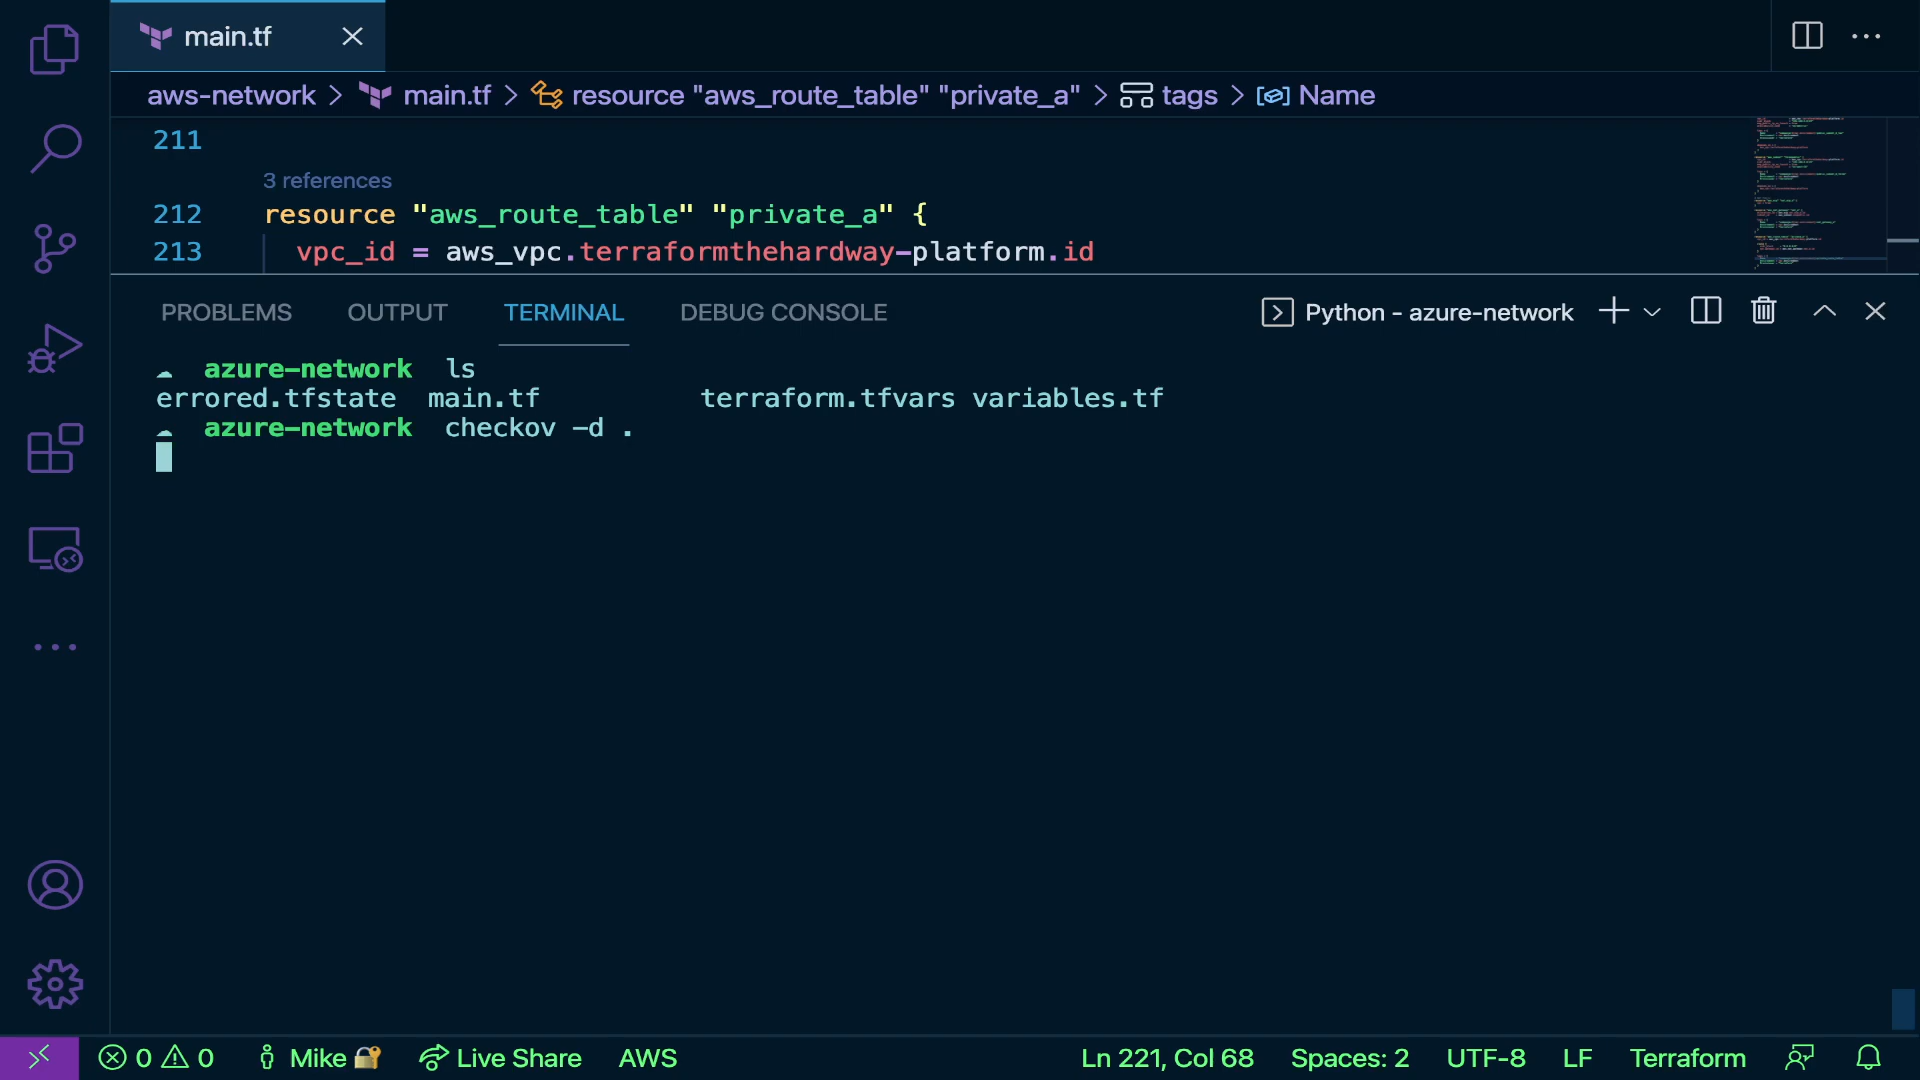 main.tf
aws-network > main.tf > resource "aws_route_table" "private_a" > tags > Name
211
3 references
212 resource "aws_route_table" "private_a" {
213 vpc_id = aws_vpc.terraformthehardway-platform.id
PROBLEMS OUTPUT TERMINAL DEBUG CONSOLE Python - azure-network
azure-network ls
errored.tfstate main.tf terraform.tfvars variables.tf
azure-network checkov -d .
0 0 Mike Live Share AWS Ln 221, Col 68 Spaces: 2 UTF-8 LF Terraform